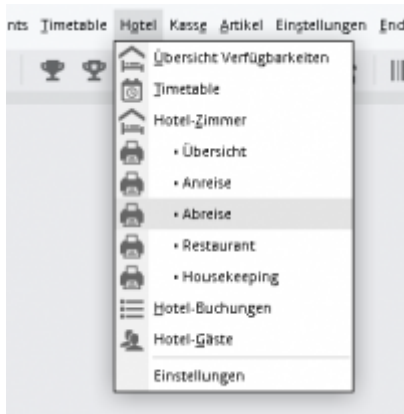 nts Timetable Hotel Kasse Artikel Einstellungen End
Übersicht Verfügbarkeiten
Timetable
Hotel-Zimmer
• Übersicht
• Anreise
• Abreise
• Restaurant
• Housekeeping
Hotel-Buchungen
Hotel-Gäste
Einstellungen